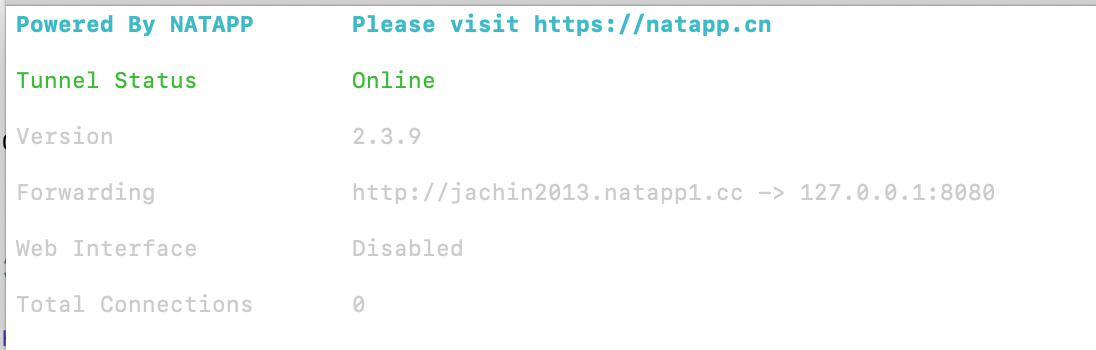 Powered By NATAPP Please visit https://natapp.cn
Tunnel Status Online
Version 2.3.9
Forwarding http://jachin2013.natapp1.cc -> 127.0.0.1:8080
Web Interface Disabled
Total Connections 0